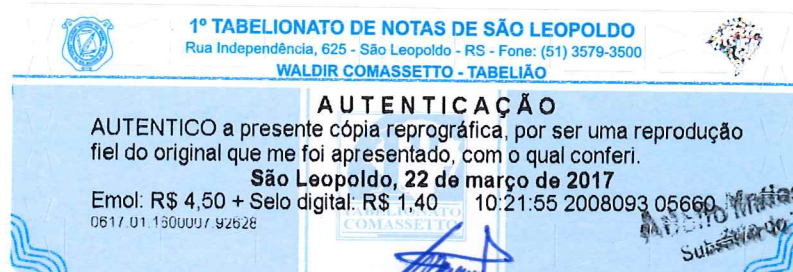 1º TABELIONATO DE NOTAS DE SÃO LEOPOLDO
Rua Independência, 625 - São Leopoldo - RS - Fone: (51) 3579-3500
WALDIR COMASSETTO - TABELIÃO
AUTENTICAÇÃO
AUTENTICO a presente cópia reprográfica, por ser uma reprodução
fiel do original que me foi apresentado, com o qual conferi.
São Leopoldo, 22 de março de 2017
Emol: R$ 4,50 + Selo digital: R$ 1,40 10:21:55 2008093 05660
0617.01.1600007.92628
TABELIONATO
COMASSETTO